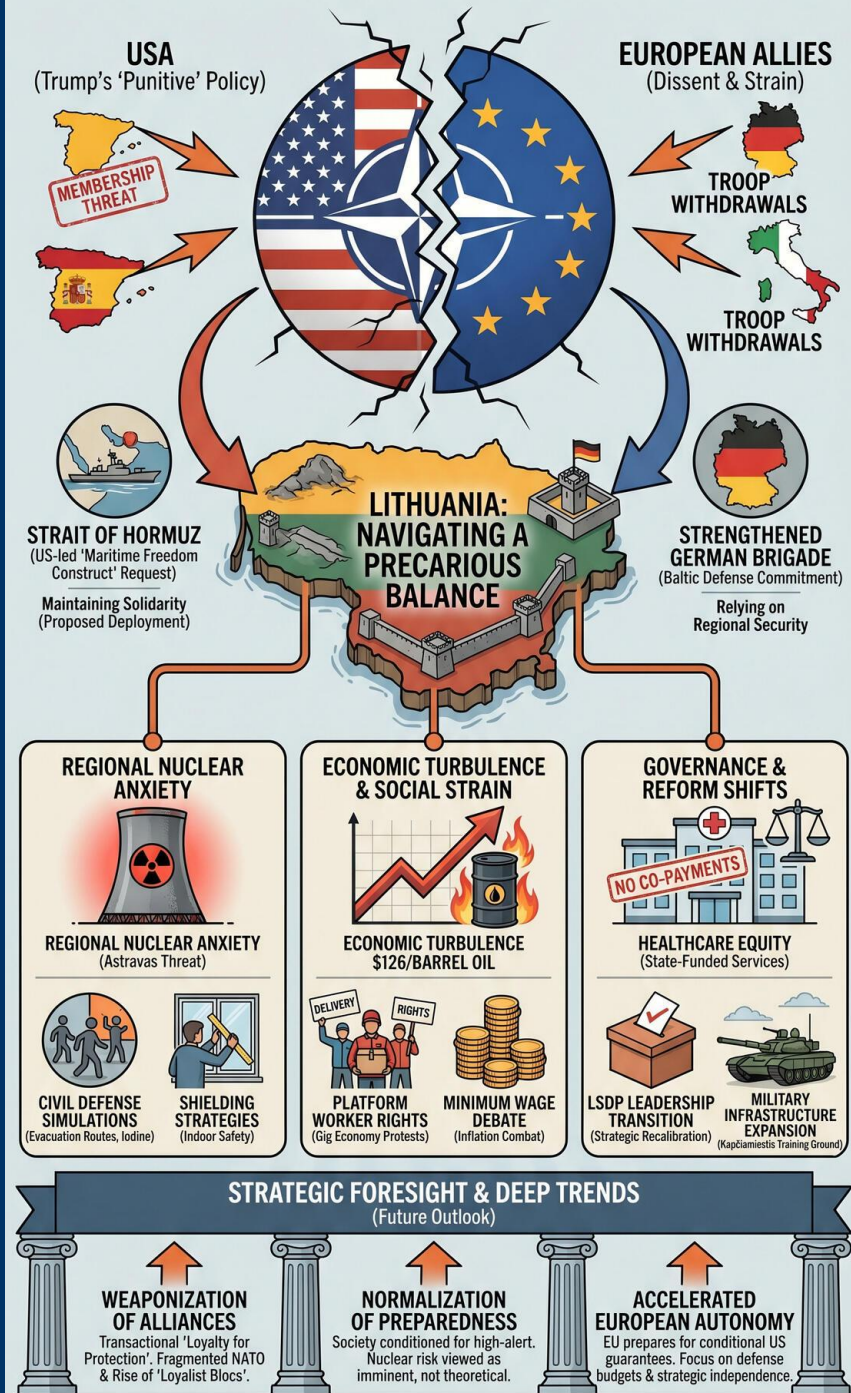 USA
(Trump's 'Punitive' Policy)
MEMBERSHIP
THREAT
EUROPEAN ALLIES
(Dissent & Strain)
TROOP
WITHDRAWALS
TROOP
WITHDRAWALS
STRAIT OF HORMUZ
(US-led 'Maritime Freedom
Construct' Request)
Maintaining Solidarity
(Proposed Deployment)
LITHUANIA:
NAVIGATING A
PRECARIOUS
BALANCE
STRENGTHENED
GERMAN BRIGADE
(Baltic Defense Commitment)
Relying on
Regional Security
REGIONAL NUCLEAR
ANXIETY
REGIONAL NUCLEAR ANXIETY
(Astravas Threat)
CIVIL DEFENSE
SIMULATIONS
(Evacuation Routes, Iodine)
SHIELDING
STRATEGIES
(Indoor Safety)
ECONOMIC TURBULENCE
& SOCIAL STRAIN
ECONOMIC TURBULENCE
$126/BARREL OIL
DELIVERY
RIGHTS
PLATFORM
WORKER RIGHTS
(Gig Economy Protests)
MINIMUM WAGE
DEBATE
(Inflation Combat)
GOVERNANCE &
REFORM SHIFTS
NO CO-PAYMENTS
HEALTHCARE EQUITY
(State-Funded Services)
LSDP LEADERSHIP
TRANSITION
(Strategic Recalibration)
MILITARY
INFRASTRUCTURE
EXPANSION
(Kapčiamiestis Training Ground)
STRATEGIC FORESIGHT & DEEP TRENDS
(Future Outlook)
WEAPONIZATION
OF ALLIANCES
Transactional 'Loyalty for
Protection'. Fragmented NATO
& Rise of 'Loyalist Blocs'.
NORMALIZATION
OF PREPAREDNESS
Society conditioned for high-alert.
Nuclear risk viewed as
imminent, not theoretical.
ACCELERATED
EUROPEAN AUTONOMY
EU prepares for conditional US
guarantees. Focus on defense
budgets & strategic independence.